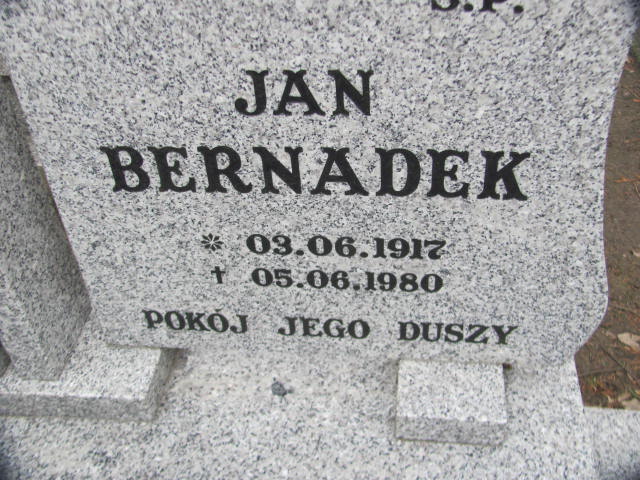 Ś.P.
JAN
BERNADEK
* 03.06.1917
† 05.06.1980
POKÓJ JEGO DUSZY